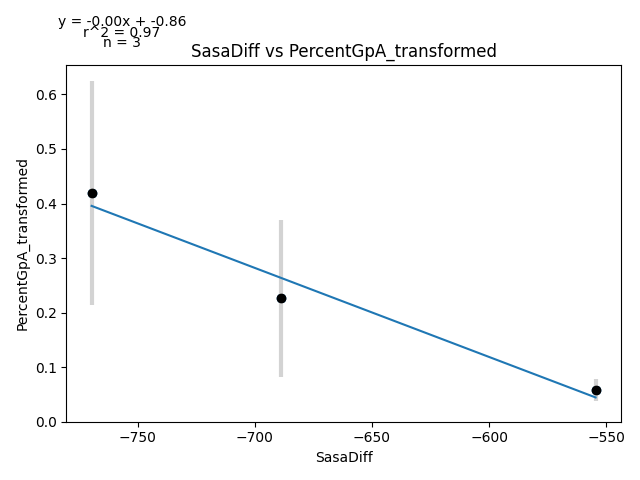 y = -0.00x + -0.86
r^2 = 0.97
n = 3
SasaDiff vs PercentGpA_transformed
PercentGpA_transformed
0.6
0.5
0.4
0.3
0.2
0.1
0.0
−750
−700
−650
−600
−550
SasaDiff